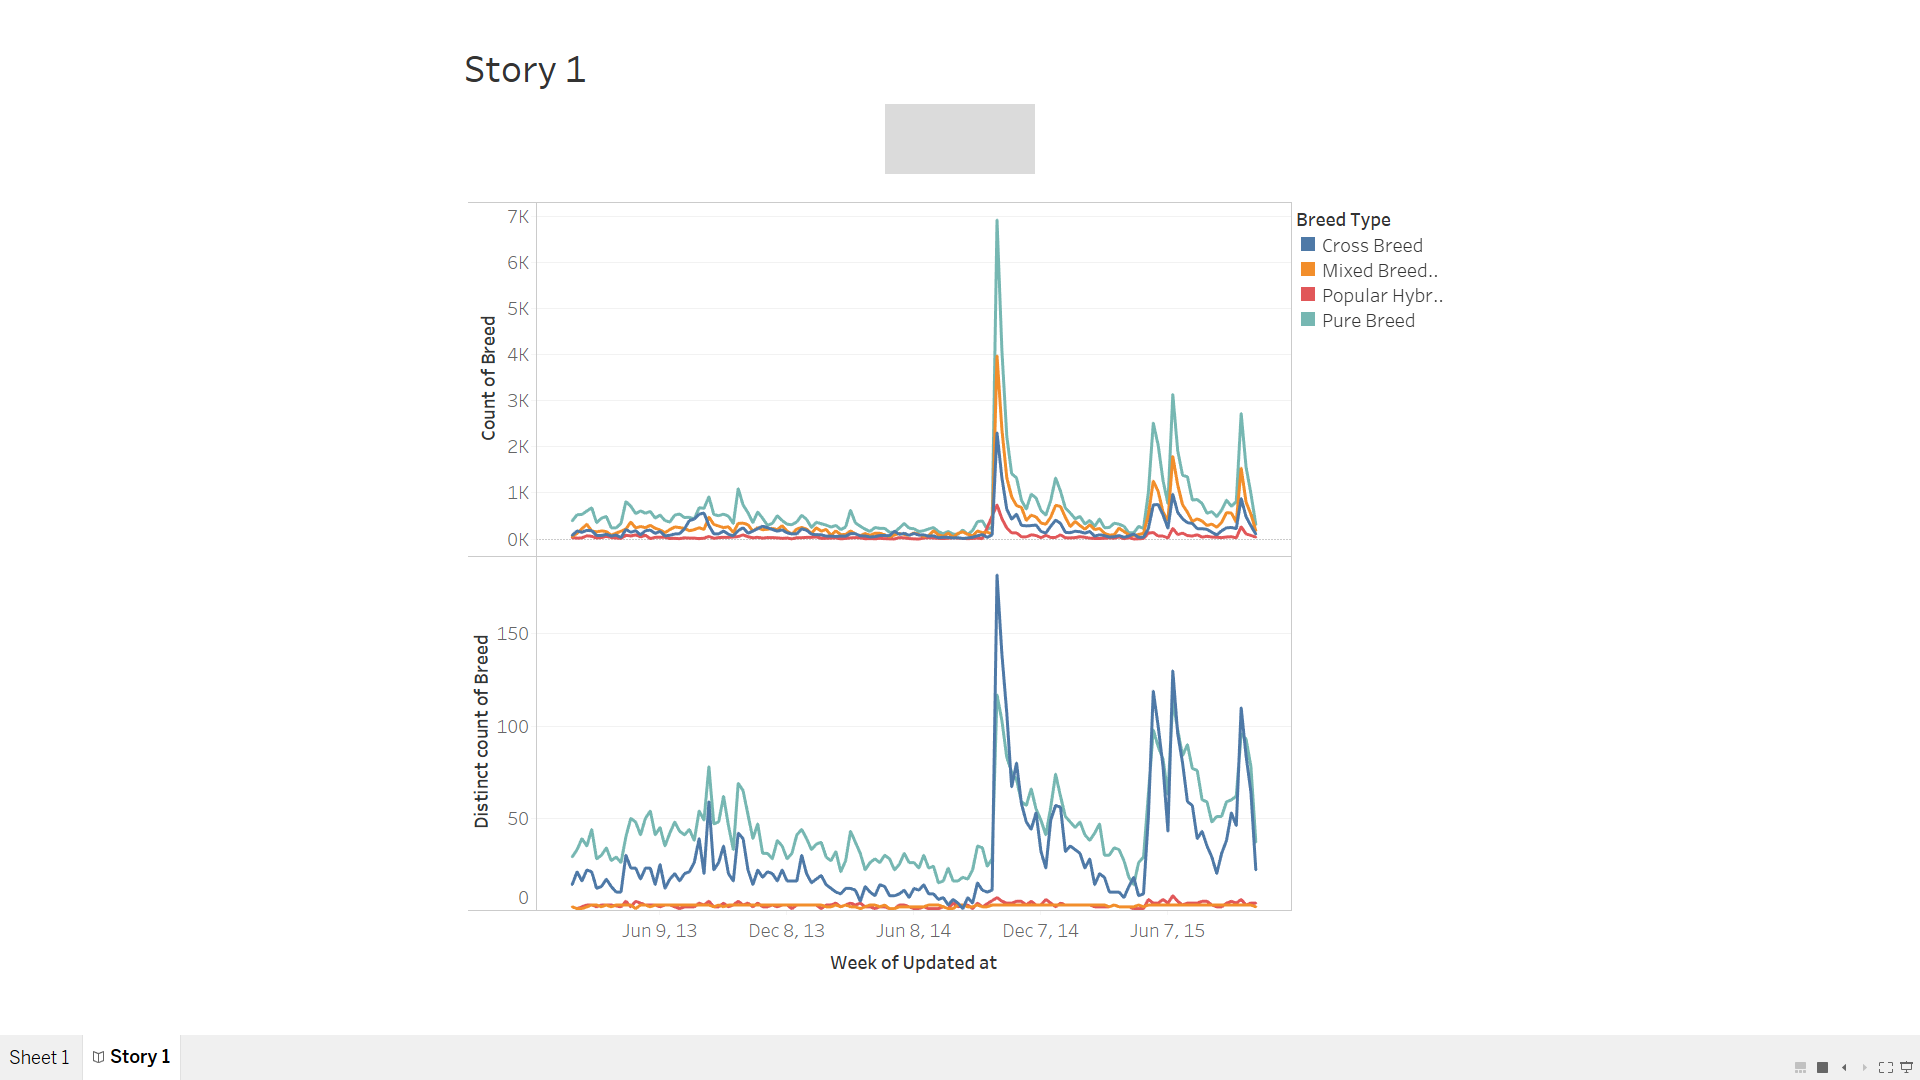 Story 1
7K
6K
5K
4K
3K
2K
1K
0K
Count of Breed
Breed Type
Cross Breed
Mixed Breed..
Popular Hybr..
Pure Breed
150
100
50
0
Distinct count of Breed
Jun 9, 13
Dec 8, 13
Jun 8, 14
Dec 7, 14
Jun 7, 15
Week of Updated at
Sheet 1
Story 1